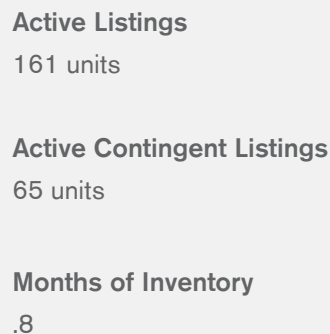 Active Listings
161 units
Active Contingent Listings
65 units
Months of Inventory
.8